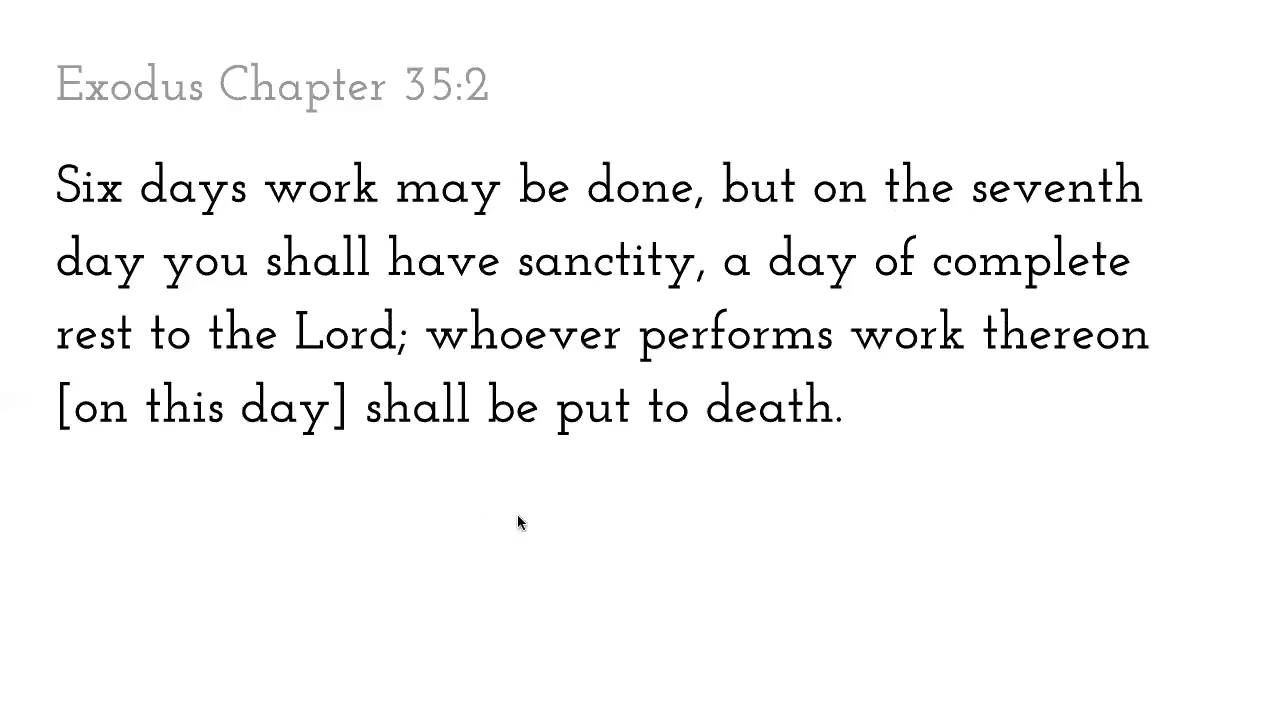 Exodus Chapter 35:2
Six days work may be done, but on the seventh
day you shall have sanctity, a day of complete
rest to the Lord; whoever performs work thereon
[on this day] shall be put to death.